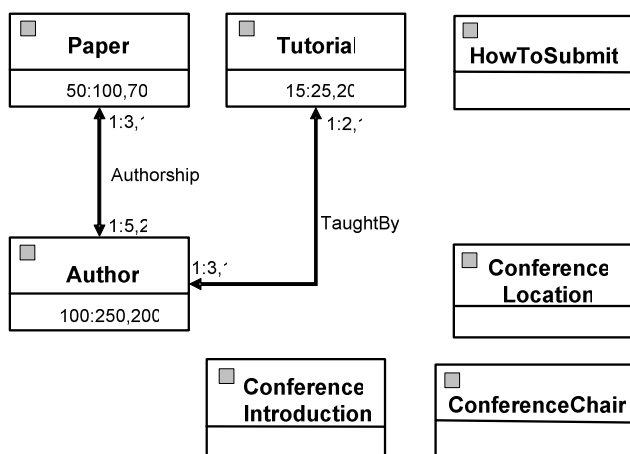 Paper
50:100,70
Tutorial
15:25,20
HowToSubmit
1:3,
1:2,
Authorship
TaughtBy
1:5,2
1:3,
Author
100:250,200
Conference
Location
Conference
Introduction
ConferenceChair